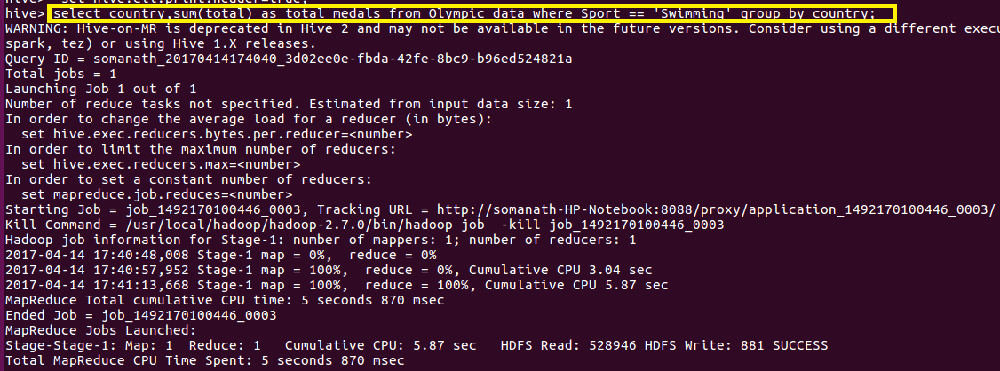 hive> set hive.cli.print.header=true;
hive> select country,sum(total) as total medals from Olympic data where Sport == 'Swimming' group by country;
WARNING: Hive-on-MR is deprecated in Hive 2 and may not be available in the future versions. Consider using a different execu
spark, tez) or using Hive 1.X releases.
Query ID = somanath_20170414174040_3d02ee0e-fbda-42fe-8bc9-b96ed524821a
Total jobs = 1
Launching Job 1 out of 1
Number of reduce tasks not specified. Estimated from input data size: 1
In order to change the average load for a reducer (in bytes):
  set hive.exec.reducers.bytes.per.reducer=<number>
In order to limit the maximum number of reducers:
  set hive.exec.reducers.max=<number>
In order to set a constant number of reducers:
  set mapreduce.job.reduces=<number>
Starting Job = job_1492170100446_0003, Tracking URL = http://somanath-HP-Notebook:8088/proxy/application_1492170100446_0003/
Kill Command = /usr/local/hadoop/hadoop-2.7.0/bin/hadoop job  -kill job_1492170100446_0003
Hadoop job information for Stage-1: number of mappers: 1; number of reducers: 1
2017-04-14 17:40:48,008 Stage-1 map = 0%,  reduce = 0%
2017-04-14 17:40:57,952 Stage-1 map = 100%,  reduce = 0%, Cumulative CPU 3.04 sec
2017-04-14 17:41:13,668 Stage-1 map = 100%,  reduce = 100%, Cumulative CPU 5.87 sec
MapReduce Total cumulative CPU time: 5 seconds 870 msec
Ended Job = job_1492170100446_0003
MapReduce Jobs Launched:
Stage-Stage-1: Map: 1  Reduce: 1   Cumulative CPU: 5.87 sec   HDFS Read: 528946 HDFS Write: 881 SUCCESS
Total MapReduce CPU Time Spent: 5 seconds 870 msec